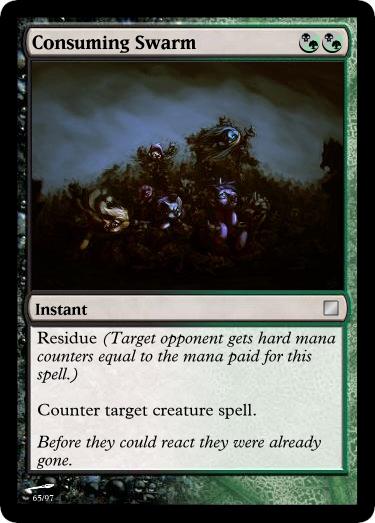 Consuming Swarm
Instant
Residue (Target opponent gets hard mana
counters equal to the mana paid for this
spell.)
Counter target creature spell.
Before they could react they were already
gone.
65/97